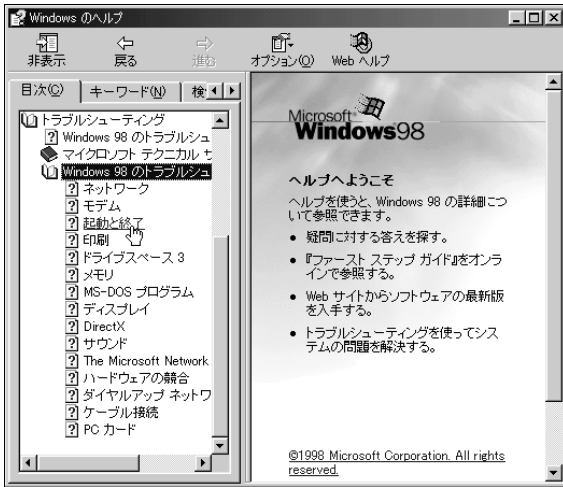 Windows のヘルプ
非表示
戻る
進む
オプション(O)
Web ヘルプ
目次(C)
キーワード(N)
検
トラブルシューティング
Windows 98 のトラブルシュ
マイクロソフト テクニカル サ
Windows 98 のトラブルシュ
ネットワーク
モデム
起動と終了
印刷
ドライブスペース 3
メモリ
MS-DOS プログラム
ディスプレイ
DirectX
サウンド
The Microsoft Network
ハードウェアの競合
ダイヤルアップ ネットワ
ケーブル接続
PC カード
Microsoft
Windows98
ヘルプへようこそ
ヘルプを使うと、Windows 98 の詳細につ
いて参照できます。
• 疑問に対する答えを探す。
• 『ファースト ステップ ガイド』をオンラ
インで参照する。
• Web サイトからソフトウェアの最新版
を入手する。
• トラブルシューティングを使ってシス
テムの問題を解決する。
©1998 Microsoft Corporation. All rights
reserved.